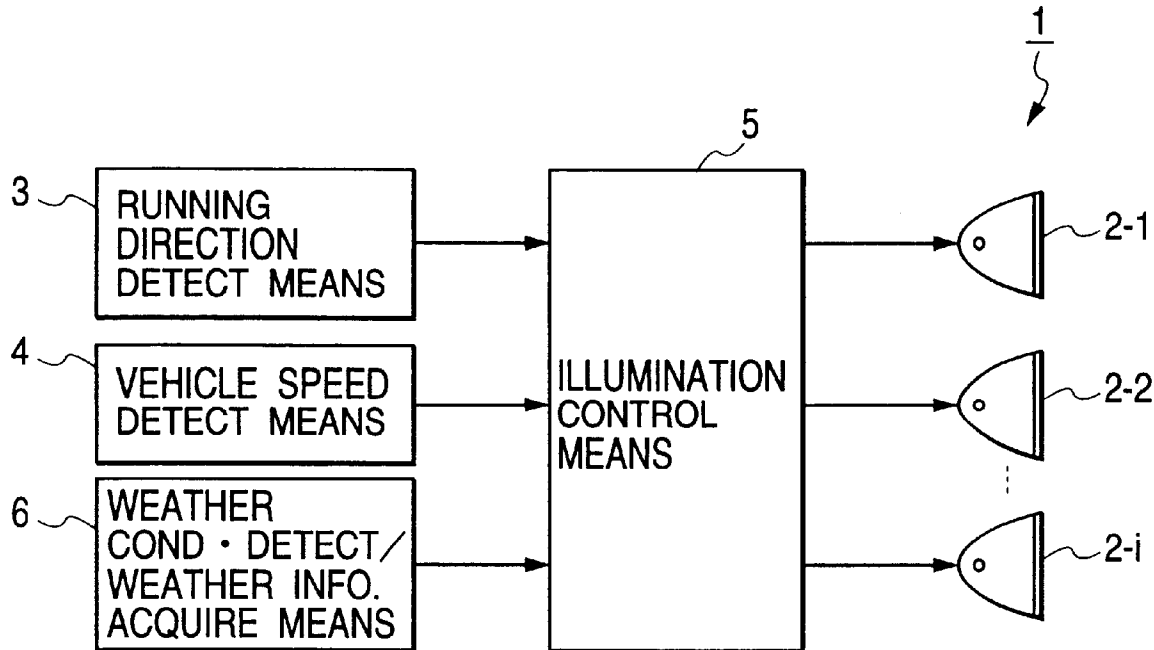 1
5
3
RUNNING
DIRECTION
DETECT MEANS
2-1
4
VEHICLE SPEED
DETECT MEANS
ILLUMINATION
CONTROL
MEANS
2-2
6
WEATHER
COND・DETECT/
WEATHER INFO.
ACQUIRE MEANS
2-i